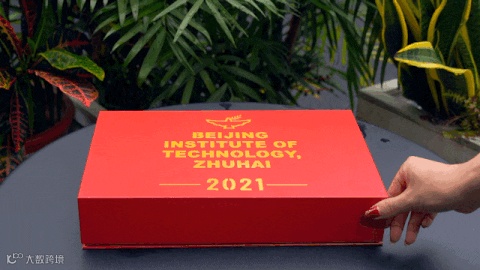 BEIJING
INSTITUTE OF
TECHNOLOGY,
ZHUHAI
2021
大数跨境